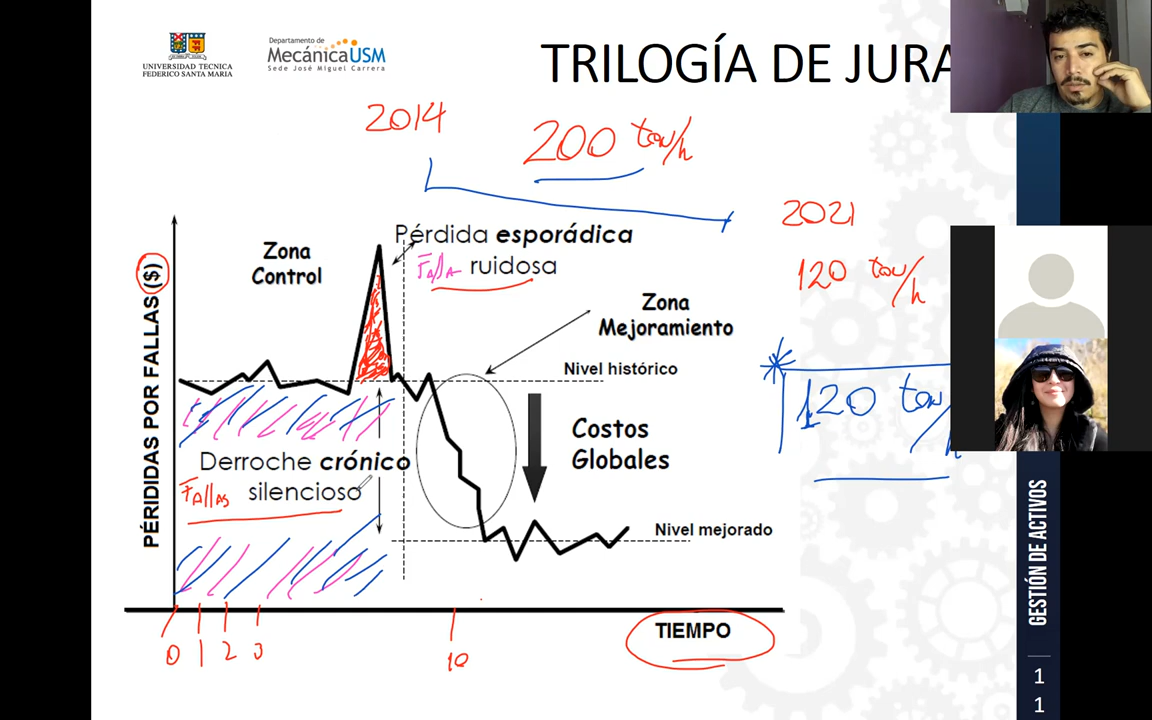 UNIVERSIDAD TECNICA
FEDERICO SANTA MARIA
Departamento de
MecánicaUSM
Sede José Miguel Carrera
TRILOGÍA DE JURA
2014
200 ton/h
2021
120 ton/h
120 ton/h
Pérdida esporádica
Falla ruidosa
Zona
Control
Zona
Mejoramiento
Nivel histórico
Costos
Globales
Derroche crónico
Fallas silencioso
Nivel mejorado
PÉRIDIDAS POR FALLAS ($)
TIEMPO
0 1 2 3 10
GESTIÓN DE ACTIVOS
1
1